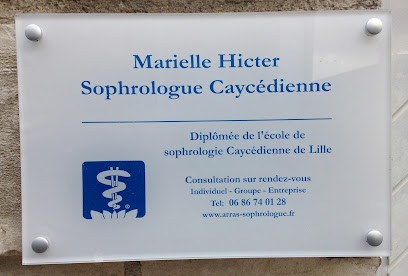 Marielle Hicter
Sophrologue Caycédienne
Diplômée de l'école de
sophrologie Caycédienne de Lille
Consultation sur rendez-vous
Individuel - Groupe - Entreprise
Tel: 06 86 74 01 28
www.arras-sophrologue.fr
®